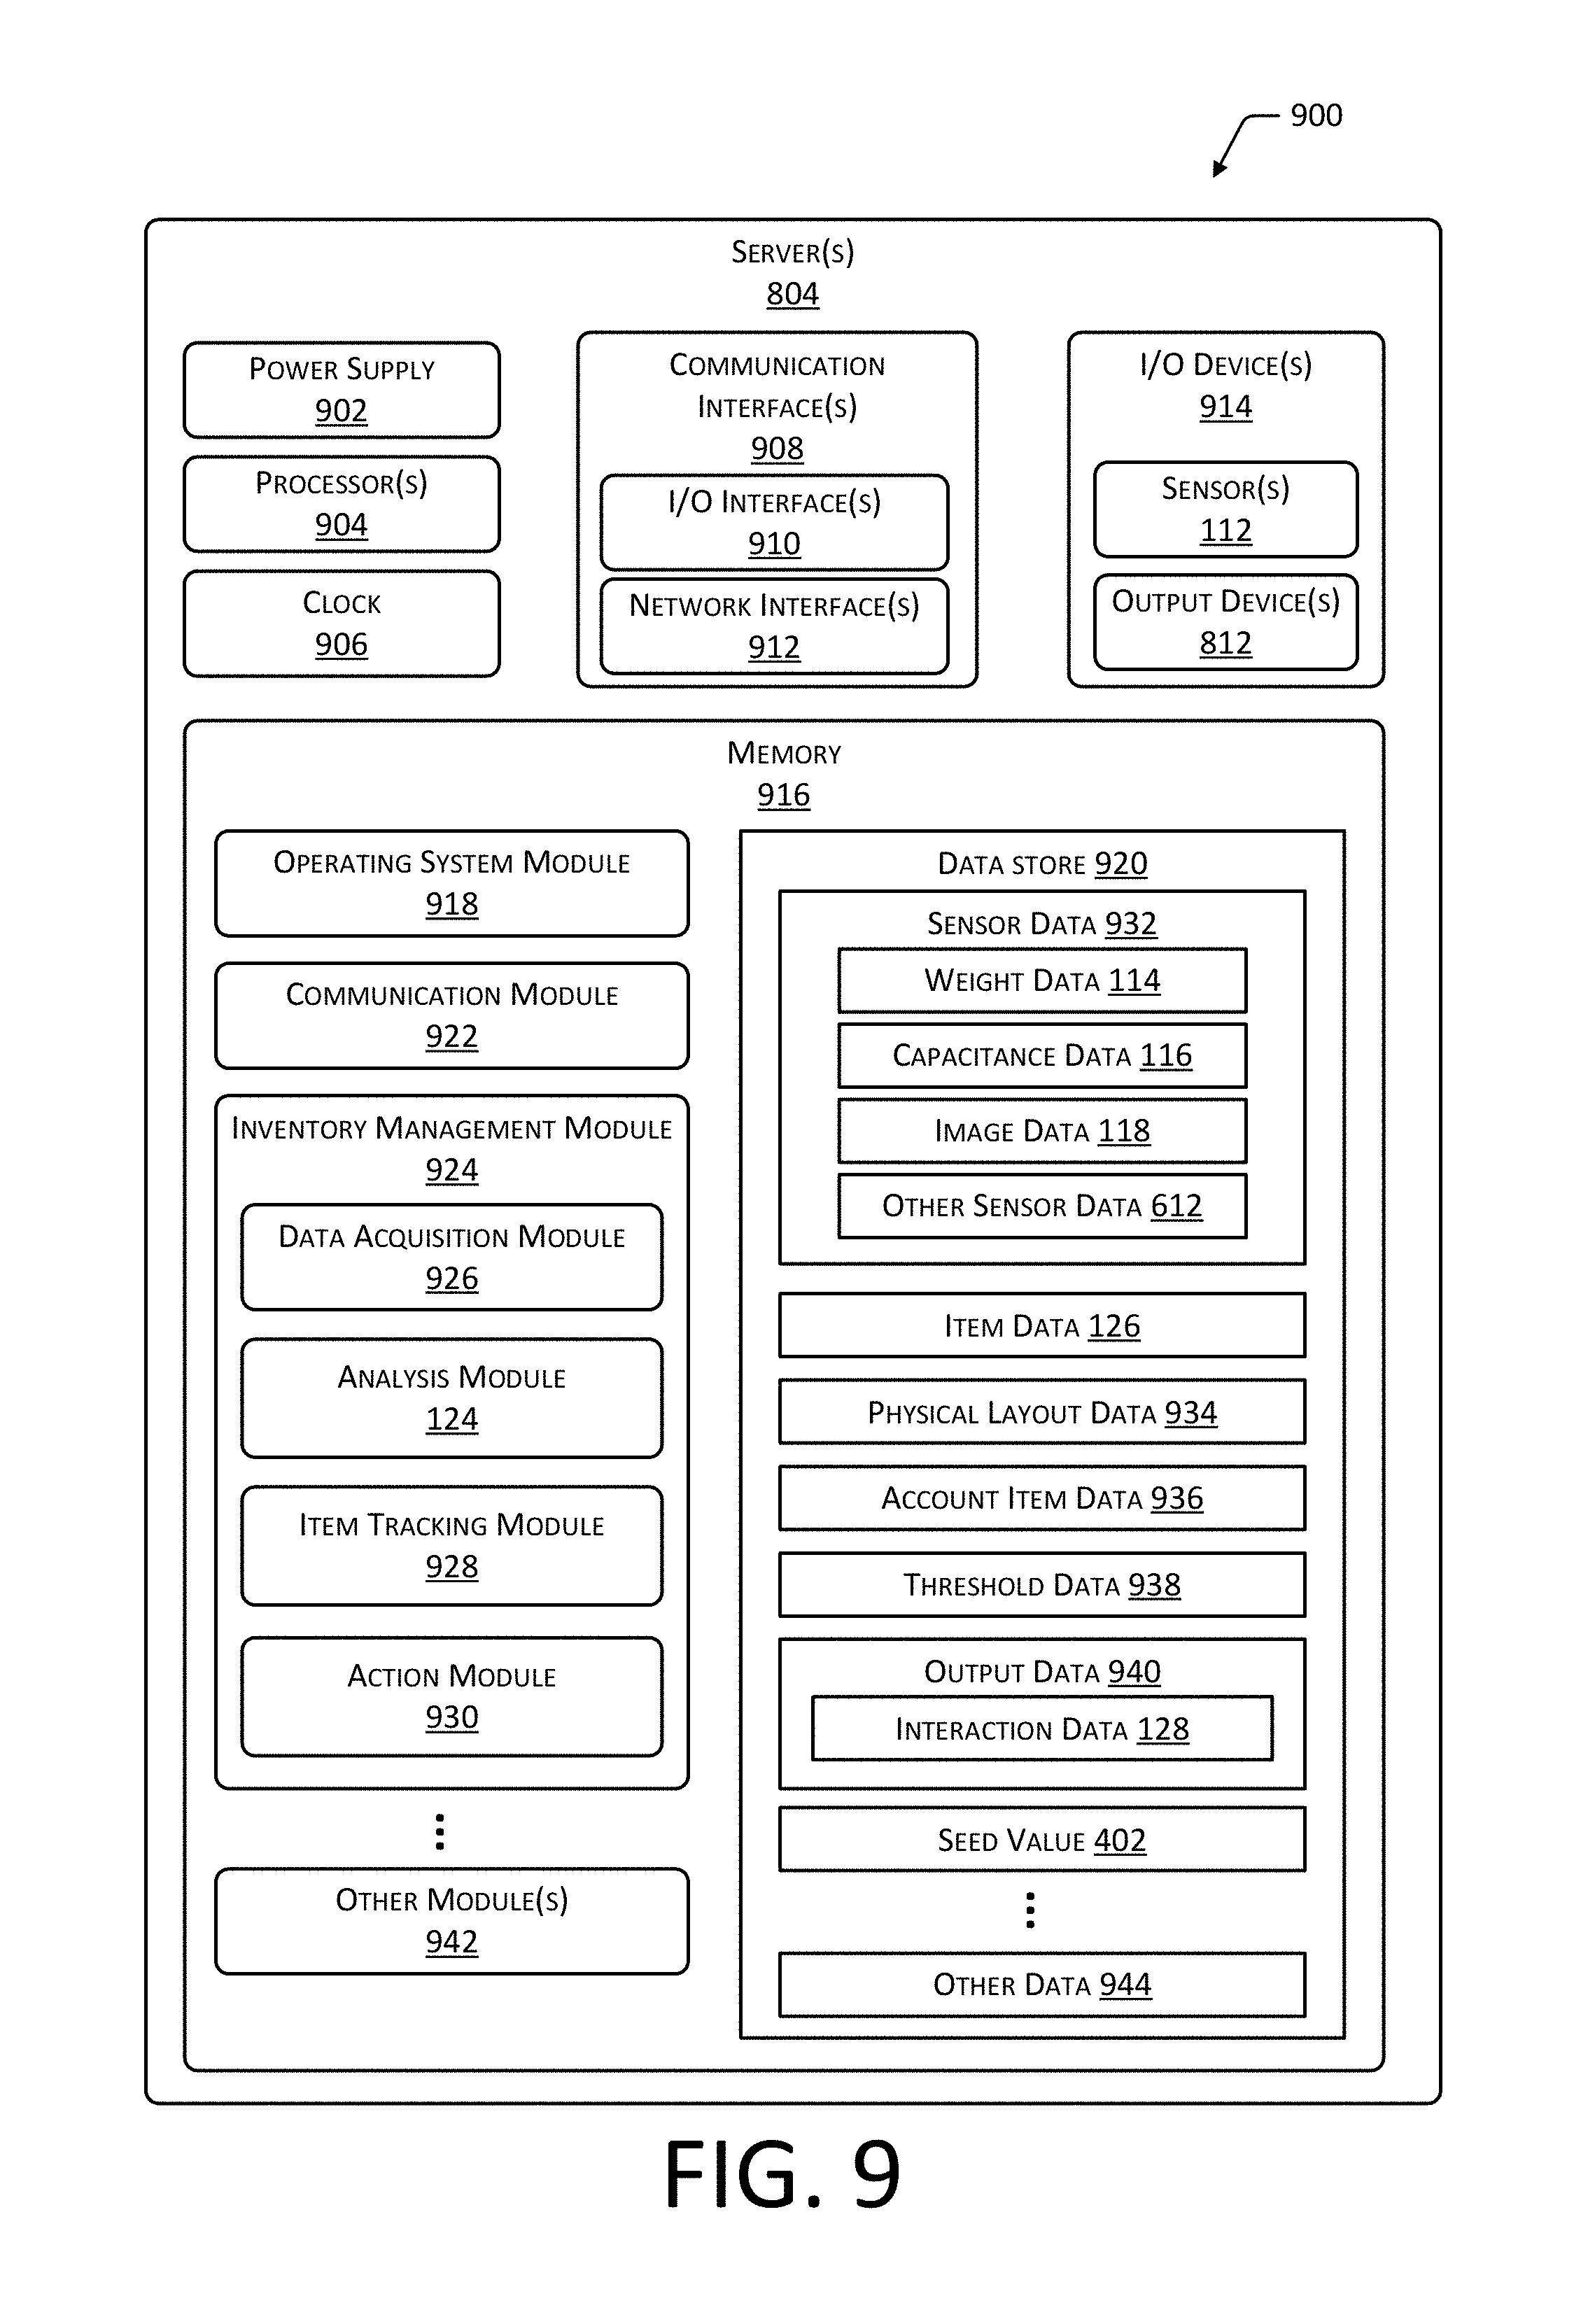 900
Server(s)
804
Power Supply
902
Processor(s)
904
Clock
906
Communication
Interface(s)
908
I/O Interface(s)
910
Network Interface(s)
912
I/O Device(s)
914
Sensor(s)
112
Output Device(s)
812
Memory
916
Operating System Module
918
Communication Module
922
Inventory Management Module
924
Data Acquisition Module
926
Analysis Module
124
Item Tracking Module
928
Action Module
930
Other Module(s)
942
Data store 920
Sensor Data 932
Weight Data 114
Capacitance Data 116
Image Data 118
Other Sensor Data 612
Item Data 126
Physical Layout Data 934
Account Item Data 936
Threshold Data 938
Output Data 940
Interaction Data 128
Seed Value 402
Other Data 944
FIG. 9